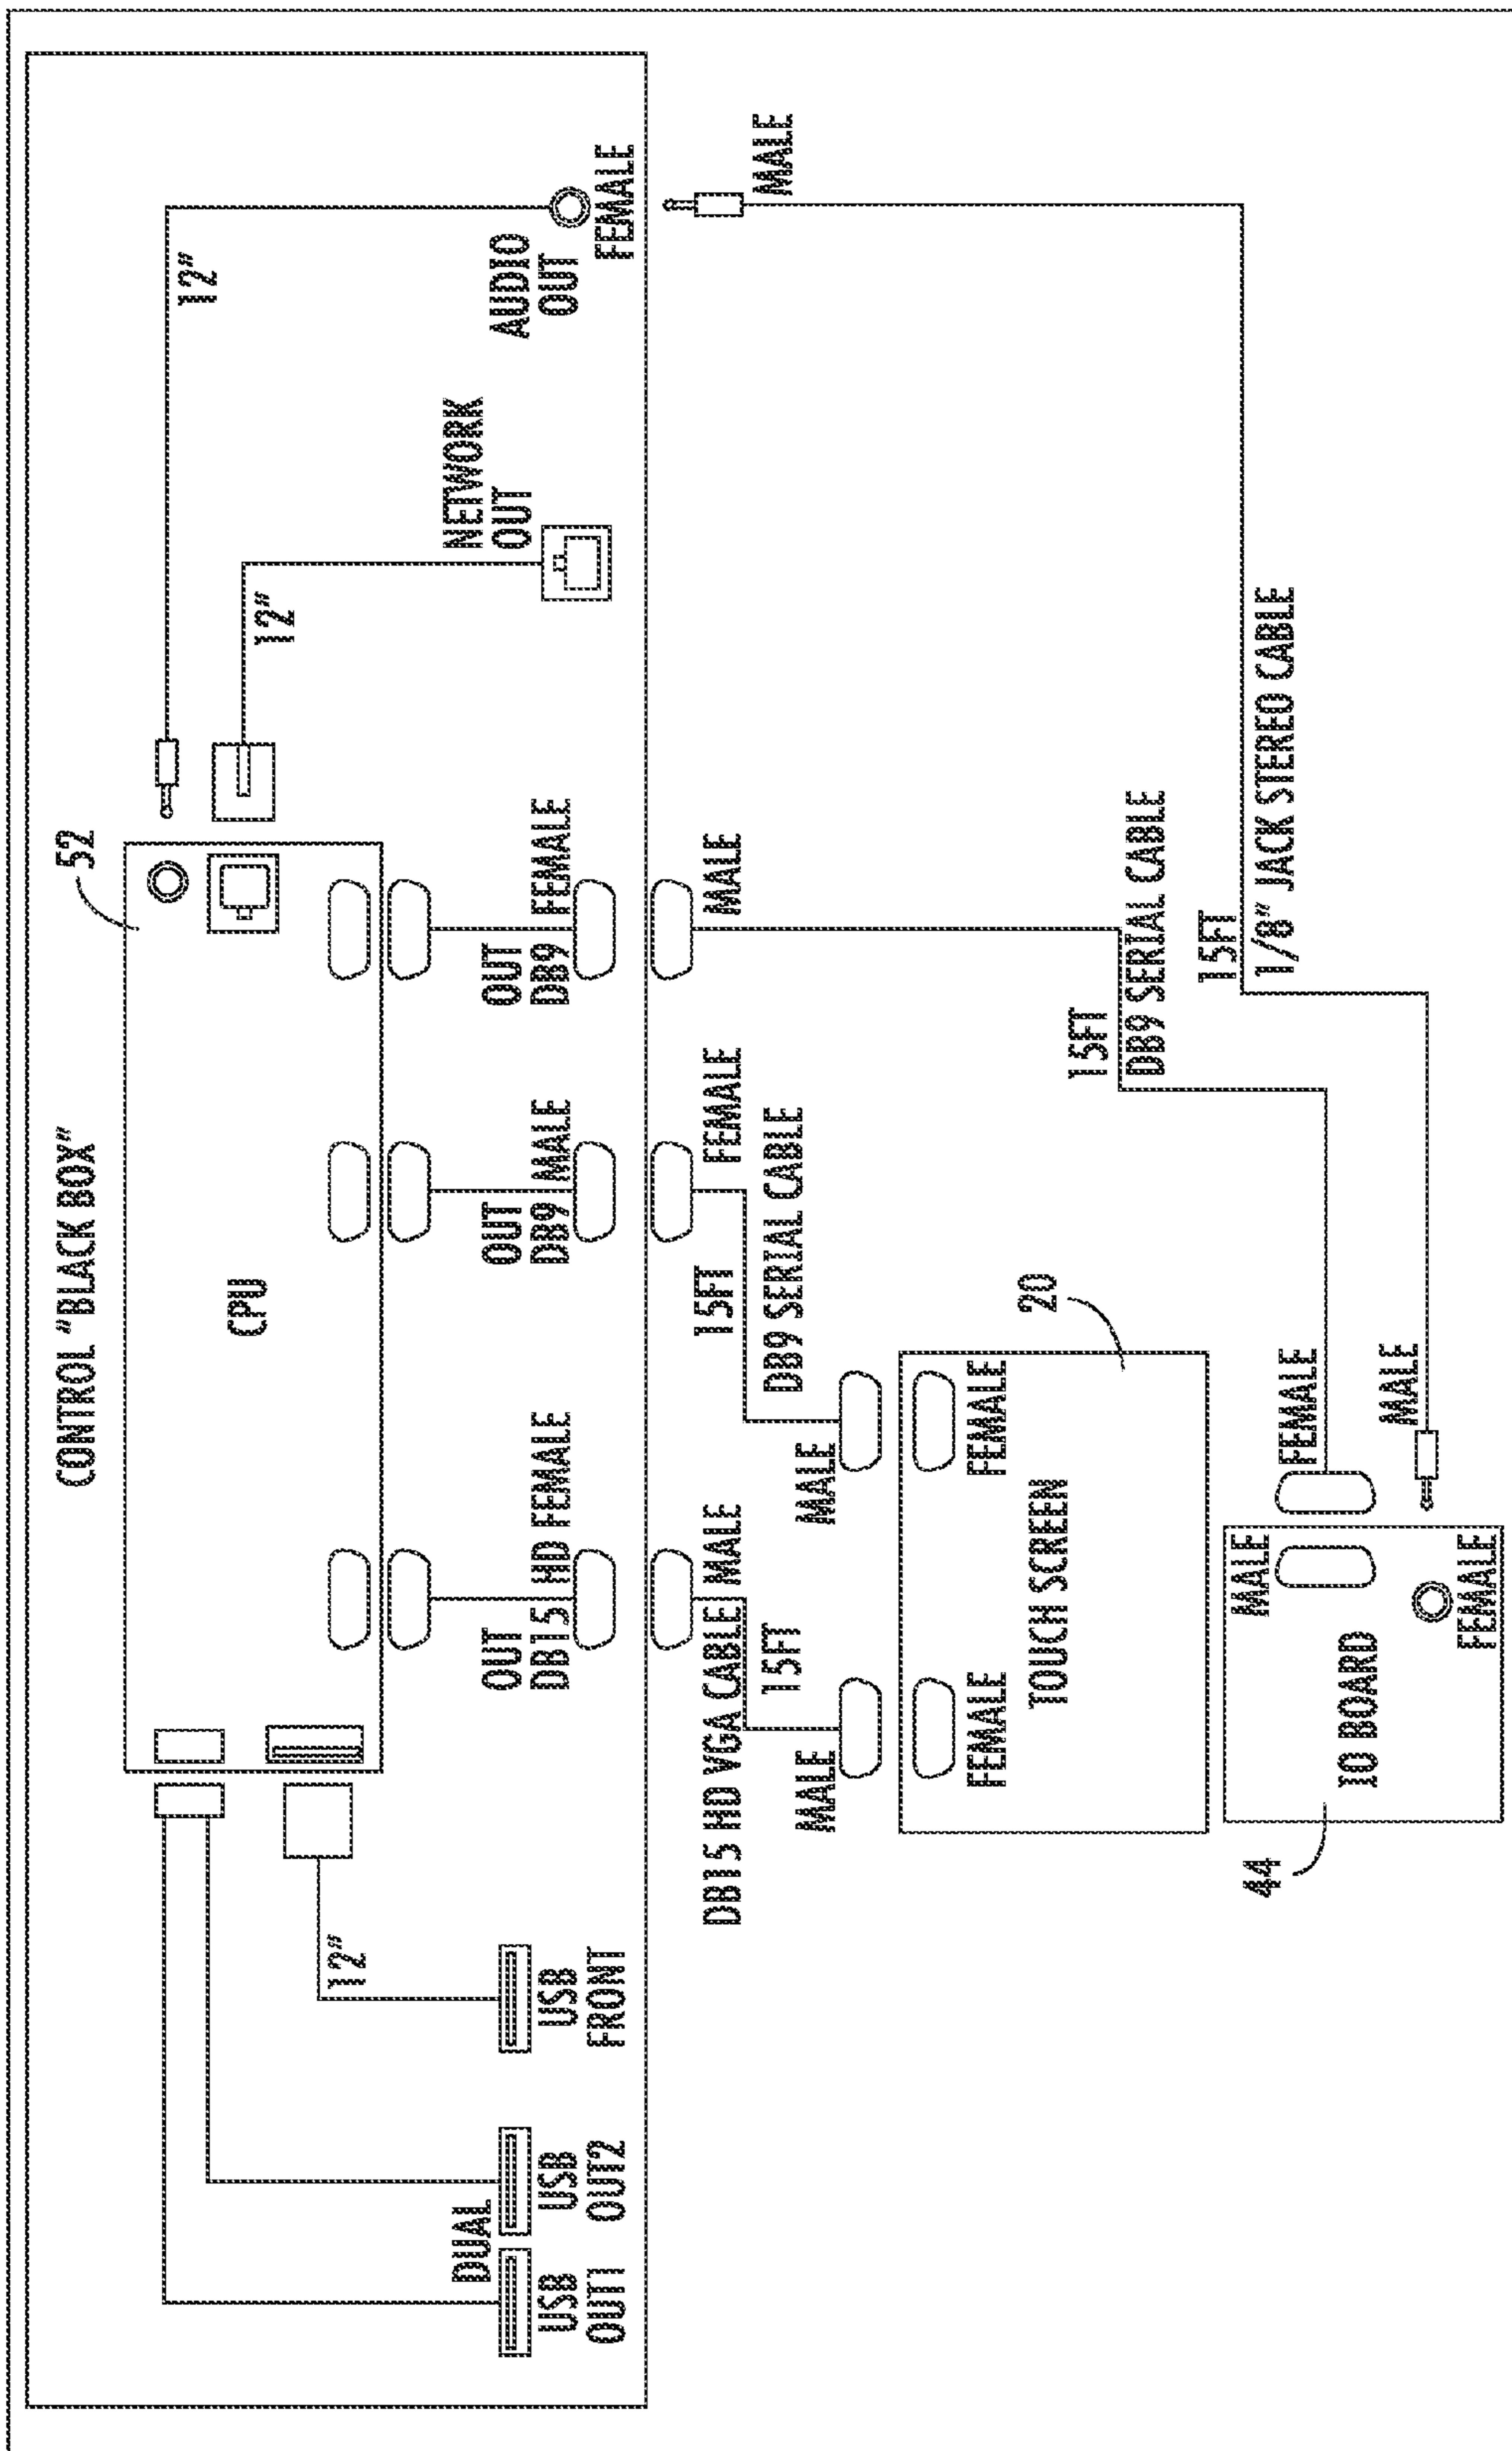 CONTROL "BLACK BOX"
52
CPU
12"
12"
12"
DUAL
USB
OUT1
USB
OUT2
USB
FRONT
OUT
DB15 HD FEMALE
OUT
DB9 MALE
OUT
DB9 FEMALE
NETWORK
OUT
AUDIO
OUT
FEMALE
DB15 HD VGA CABLE MALE
15FT
FEMALE
15FT
DB9 SERIAL CABLE
MALE
MALE
MALE
MALE
FEMALE
FEMALE
TOUCH SCREEN
20
15FT
DB9 SERIAL CABLE
15FT
1/8" JACK STEREO CABLE
44
IO BOARD
MALE
FEMALE
FEMALE
MALE